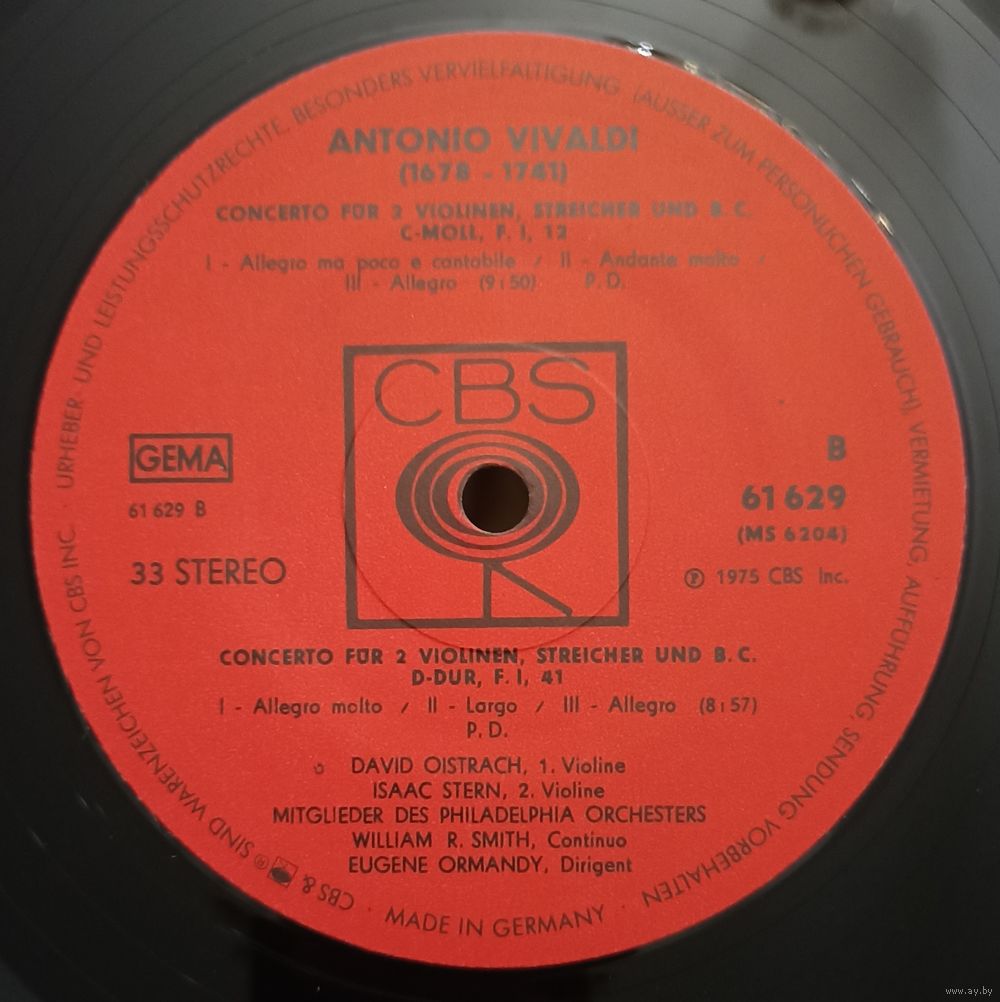 ANTONIO VIVALDI
(1678 - 1741)
CONCERTO FÜR 2 VIOLINEN, STREICHER UND B. C.
C-MOLL, F. I, 12
I - Allegro ma poco e cantabile / II - Andante molto /
III - Allegro (9:50) P. D.
CBS
GEMA
61 629 B
33 STEREO
B
61 629
(MS 6204)
℗ 1975 CBS Inc.
CONCERTO FÜR 2 VIOLINEN, STREICHER UND B. C.
D-DUR, F. I, 41
I - Allegro molto / II - Largo / III - Allegro (8:57)
P. D.
DAVID OISTRACH, 1. Violine
ISAAC STERN, 2. Violine
MITGLIEDER DES PHILADELPHIA ORCHESTERS
WILLIAM R. SMITH, Continuo
EUGENE ORMANDY, Dirigent
CBS & ® SIND WARENZEICHEN VON CBS INC. URHEBER- UND LEISTUNGSSCHUTZRECHTE, BESONDERS VERVIELFÄLTIGUNG (AUSSER ZUM PERSÖNLICHEN GEBRAUCH), VERMIETUNG, AUFFÜHRUNG, SENDUNG VORBEHALTEN · MADE IN GERMANY ·
www.ay.by